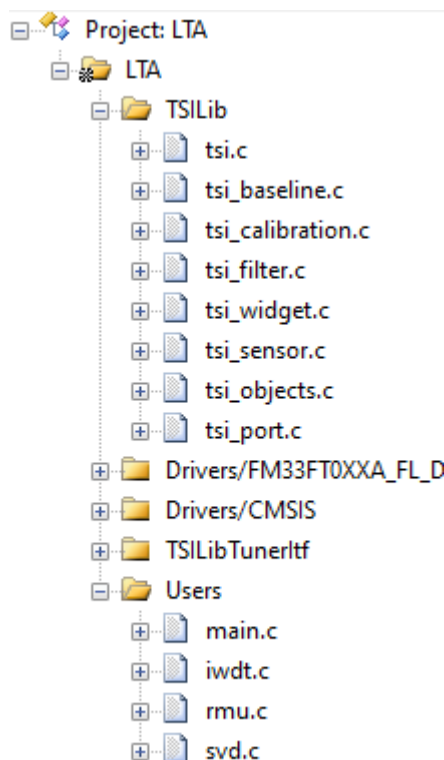 Project: LTA
LTA
TSILib
tsi.c
tsi_baseline.c
tsi_calibration.c
tsi_filter.c
tsi_widget.c
tsi_sensor.c
tsi_objects.c
tsi_port.c
Drivers/FM33FT0XXA_FL_D
Drivers/CMSIS
TSILibTunerItf
Users
main.c
iwdt.c
rmu.c
svd.c